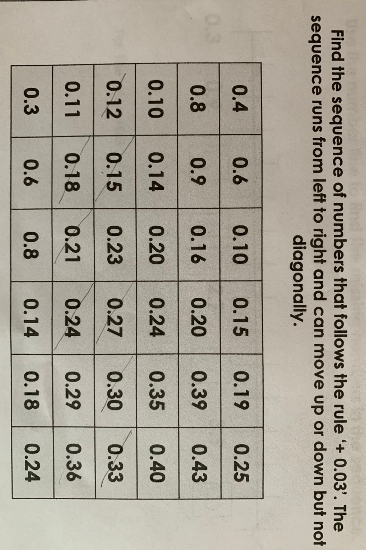 Find the sequence of numbers that follows the rule '+ 0.03'. The
sequence runs from left to right and can move up or down but not
diagonally.
0.4 0.6 0.10 0.15 0.19 0.25
0.8 0.9 0.16 0.20 0.39 0.43
0.10 0.14 0.20 0.24 0.35 0.40
0.12 0.15 0.23 0.27 0.30 0.33
0.11 0.18 0.21 0.24 0.29 0.36
0.3 0.6 0.8 0.14 0.18 0.24